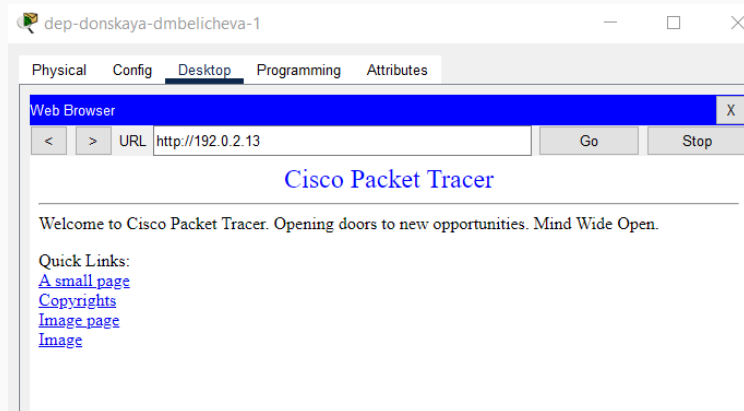 dep-donskaya-dmbelicheva-1
Physical Config Desktop Programming Attributes
Web Browser X
< > URL http://192.0.2.13 Go Stop
Cisco Packet Tracer
Welcome to Cisco Packet Tracer. Opening doors to new opportunities. Mind Wide Open.
Quick Links:
A small page
Copyrights
Image page
Image